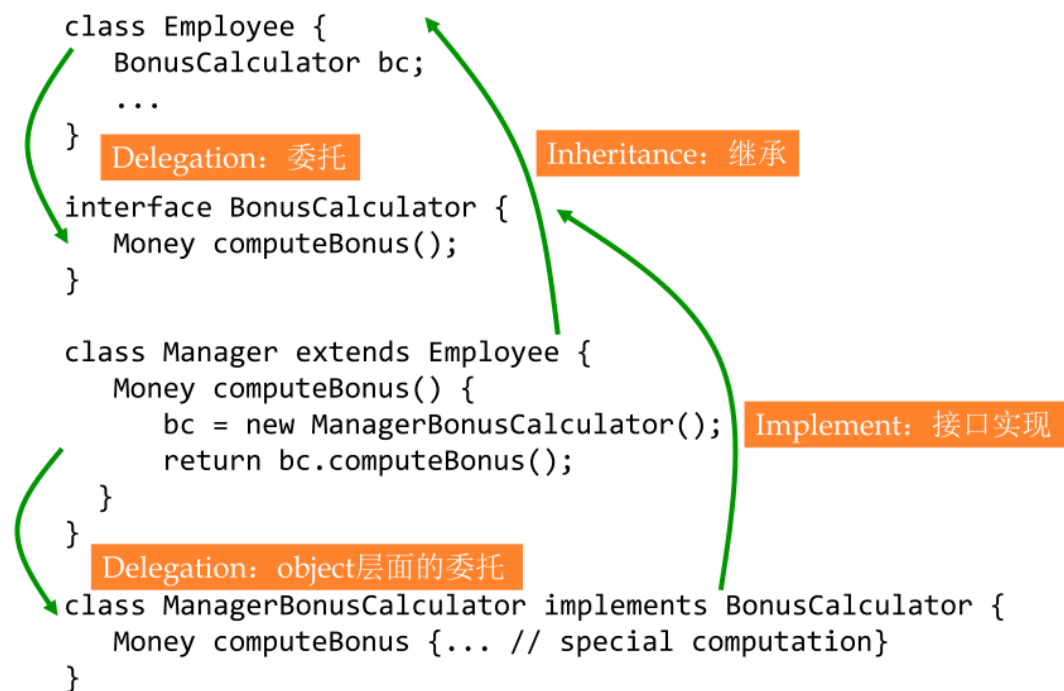 class Employee {
BonusCalculator bc;
...
}
Delegation：委托
Inheritance：继承
interface BonusCalculator {
Money computeBonus();
}
class Manager extends Employee {
Money computeBonus() {
bc = new ManagerBonusCalculator();
Implement：接口实现
return bc.computeBonus();
}
}
Delegation：object层面的委托
class ManagerBonusCalculator implements BonusCalculator {
Money computeBonus {... // special computation}
}